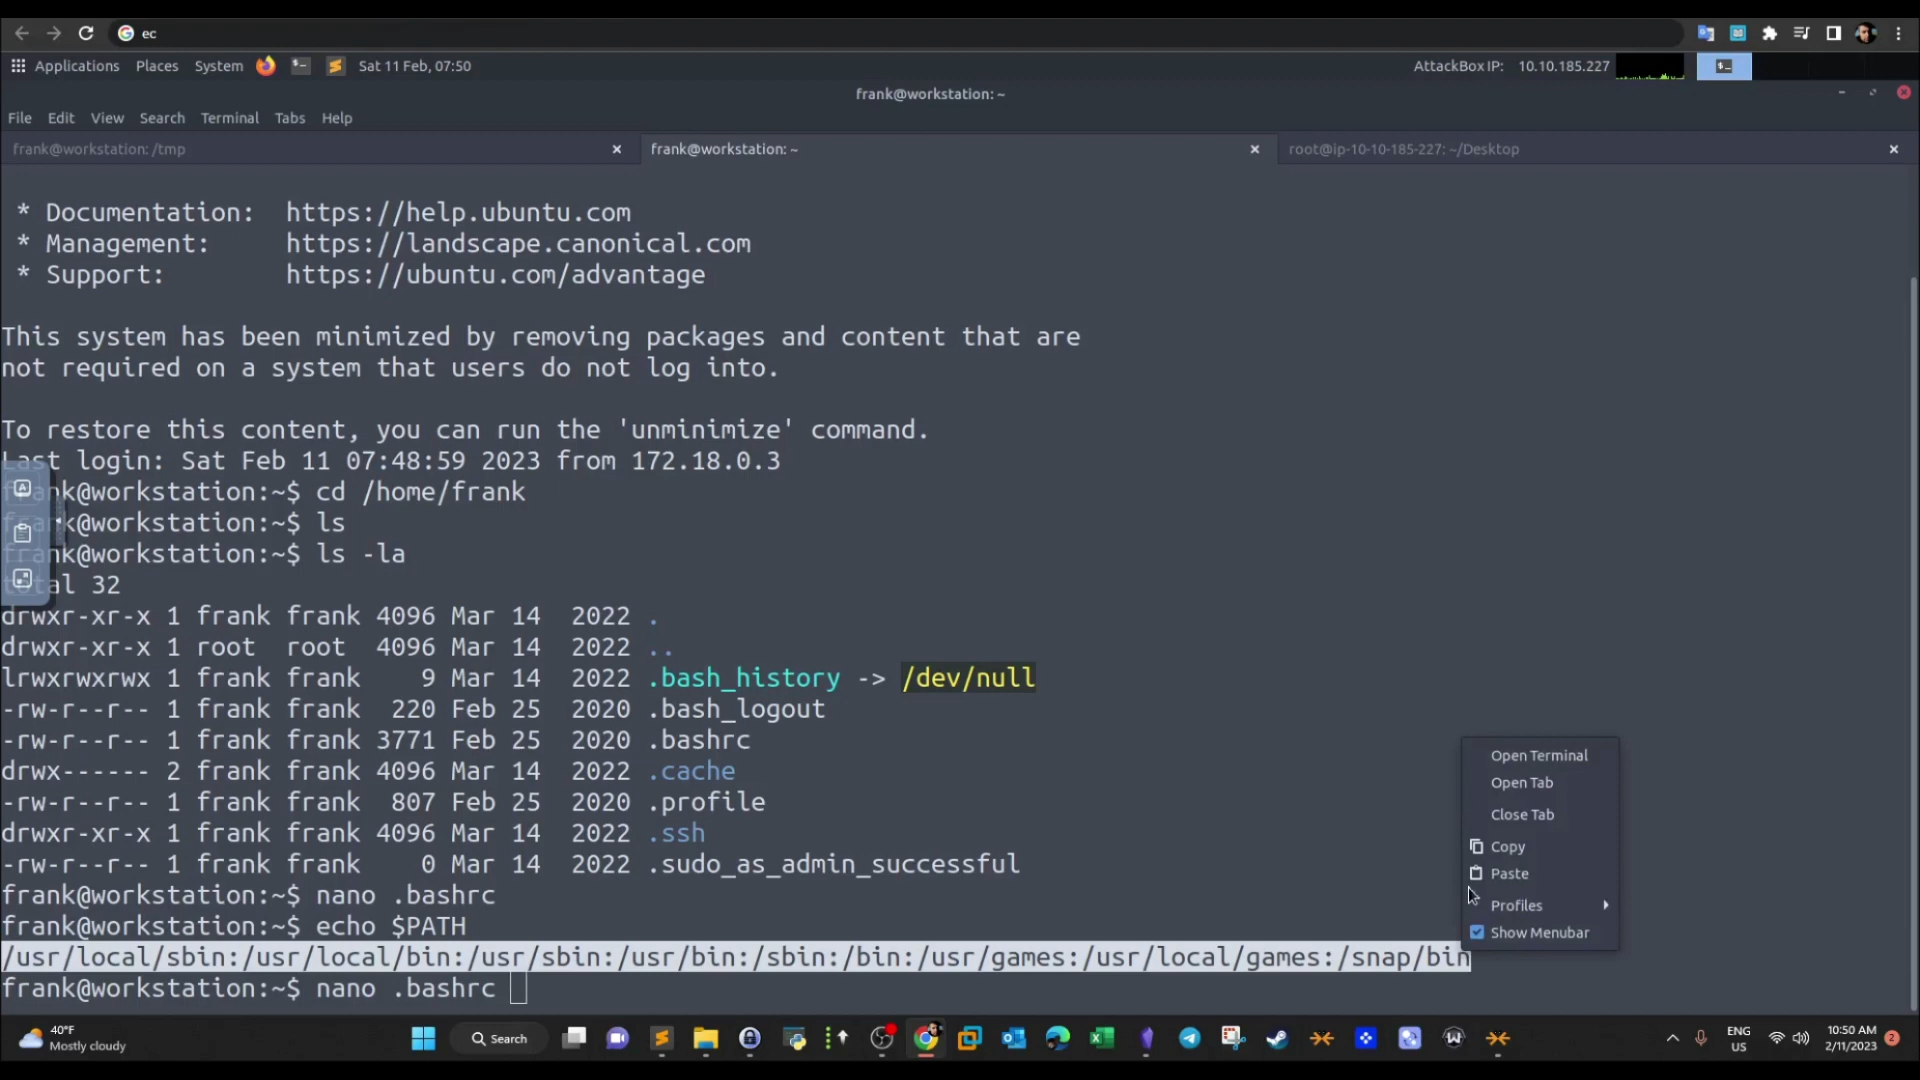 ec
Applications Places System Sat 11 Feb, 07:50 AttackBox IP: 10.10.185.227
frank@workstation: ~
File Edit View Search Terminal Tabs Help
frank@workstation: /tmp × frank@workstation: ~ × root@ip-10-10-185-227: ~/Desktop ×
* Documentation: https://help.ubuntu.com
* Management: https://landscape.canonical.com
* Support: https://ubuntu.com/advantage
This system has been minimized by removing packages and content that are
not required on a system that users do not log into.
To restore this content, you can run the 'unminimize' command.
Last login: Sat Feb 11 07:48:59 2023 from 172.18.0.3
frank@workstation:~$ cd /home/frank
frank@workstation:~$ ls
frank@workstation:~$ ls -la
total 32
drwxr-xr-x 1 frank frank 4096 Mar 14 2022 .
drwxr-xr-x 1 root root 4096 Mar 14 2022 ..
lrwxrwxrwx 1 frank frank 9 Mar 14 2022 .bash_history -> /dev/null
-rw-r--r-- 1 frank frank 220 Feb 25 2020 .bash_logout
-rw-r--r-- 1 frank frank 3771 Feb 25 2020 .bashrc
drwx------ 2 frank frank 4096 Mar 14 2022 .cache
-rw-r--r-- 1 frank frank 807 Feb 25 2020 .profile
drwxr-xr-x 1 frank frank 4096 Mar 14 2022 .ssh
-rw-r--r-- 1 frank frank 0 Mar 14 2022 .sudo_as_admin_successful
frank@workstation:~$ nano .bashrc
frank@workstation:~$ echo $PATH
/usr/local/sbin:/usr/local/bin:/usr/sbin:/usr/bin:/sbin:/bin:/usr/games:/usr/local/games:/snap/bin
frank@workstation:~$ nano .bashrc
Open Terminal
Open Tab
Close Tab
Copy
Paste
Profiles
Show Menubar
40°F
Mostly cloudy
Search
ENG
US
10:50 AM
2/11/2023
2